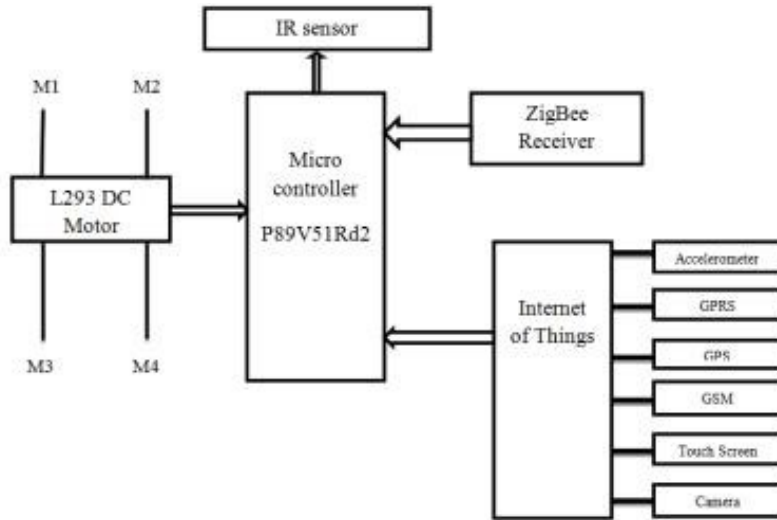 IR sensor
M1
M2
ZigBee
Receiver
Micro
controller
P89V51Rd2
L293 DC
Motor
M3
M4
Internet
of Things
Accelerometer
GPRS
GPS
GSM
Touch Screen
Camera